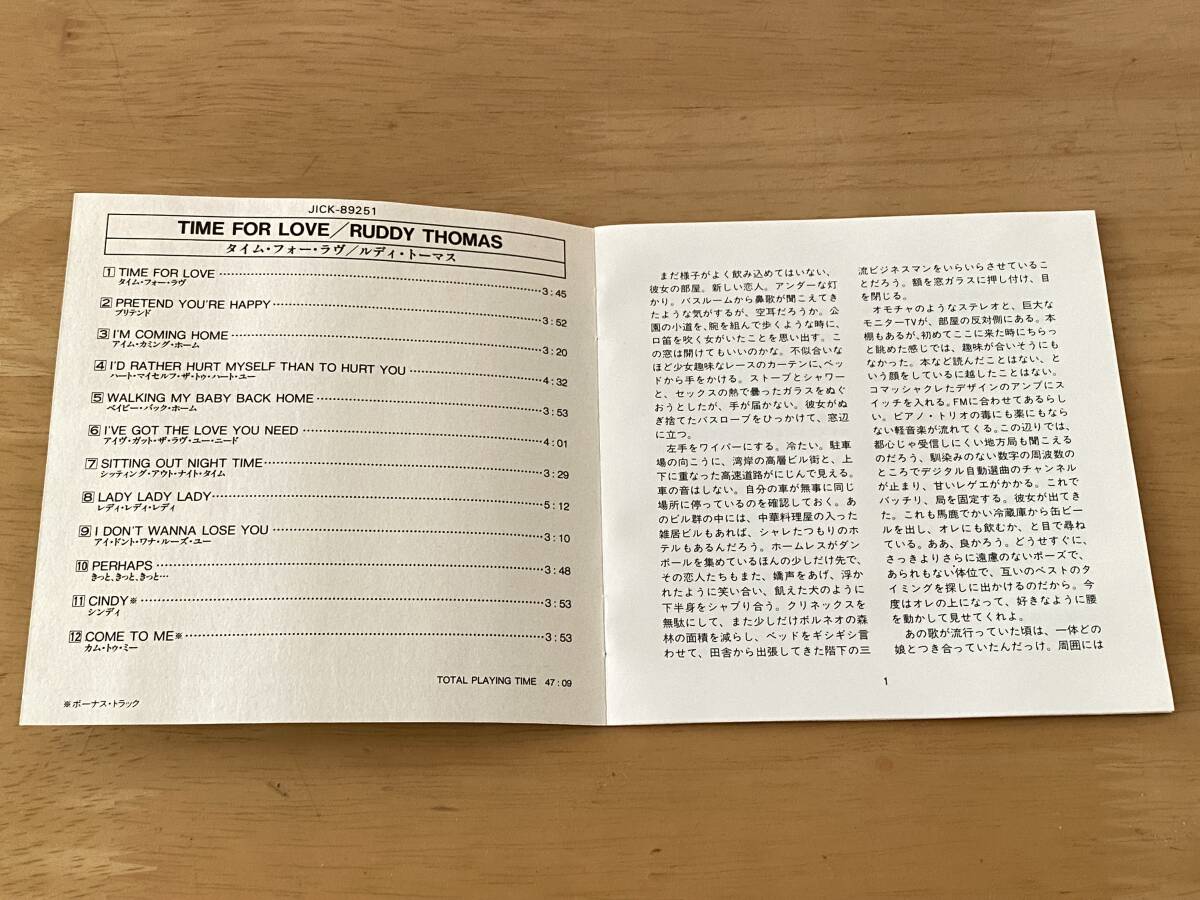 JICK-89251
TIME FOR LOVE／RUDDY THOMAS
タイム・フォー・ラヴ／ルディ・トーマス
1 TIME FOR LOVE 3:45
タイム・フォー・ラヴ
2 PRETEND YOU'RE HAPPY 3:52
プリテンド
3 I'M COMING HOME 3:20
アイム・カミング・ホーム
4 I'D RATHER HURT MYSELF THAN TO HURT YOU 4:32
ハート・マイセルフ・ザ・トゥ・ハート・ユー
5 WALKING MY BABY BACK HOME 3:53
ベイビー・バック・ホーム
6 I'VE GOT THE LOVE YOU NEED 4:01
アイヴ・ガット・ザ・ラヴ・ユー・ニード
7 SITTING OUT NIGHT TIME 3:29
シッティング・アウト・ナイト・タイム
8 LADY LADY LADY 5:12
レディ・レディ・レディ
9 I DON'T WANNA LOSE YOU 3:10
アイ・ドント・ワナ・ルーズ・ユー
10 PERHAPS 3:48
きっと、きっと、きっと…
11 CINDY※ 3:53
シンディ
12 COME TO ME※ 3:53
カム・トゥ・ミー
TOTAL PLAYING TIME 47:09
※ボーナス・トラック
まだ様子がよく飲み込めてはいない、
彼女の部屋。新しい恋人。アンダーな灯
かり。バスルームから鼻歌が聞こえてき
たような気がするが、空耳だろうか。公
園の小道を、腕を組んで歩くような時に、
口笛を吹く女がいたことを思い出す。こ
の窓は開けてもいいのかな。不似合いな
ほど少女趣味なレースのカーテンに、ベッ
ドから手をかける。ストーブとシャワー
と、セックスの熱で曇ったガラスをぬぐ
おうとしたが、手が届かない。彼女がぬ
ぎ捨てたバスローブをひっかけて、窓辺
に立つ。
左手をワイパーにする。冷たい。駐車
場の向こうに、湾岸の高層ビル街と、上
下に重なった高速道路がにじんで見える。
車の音はしない。自分の車が無事に同じ
場所に停っているのを確認しておく。あ
のビル群の中には、中華料理屋の入った
雑居ビルもあれば、シャレたつもりのホ
テルもあるんだろう。ホームレスがダン
ボールを集めているほんの少しだけ先で、
その恋人たちもまた、嬌声をあげ、浮か
れたように笑い合い、飢えた犬のように
下半身をシャブり合う。クリネックスを
無駄にして、また少しだけボルネオの森
林の面積を減らし、ベッドをギシギシ言
わせて、田舎から出張してきた階下の三
流ビジネスマンをいらいらさせているこ
とだろう。額を窓ガラスに押し付け、目
を閉じる。
オモチャのようなステレオと、巨大な
モニターTVが、部屋の反対側にある。本
棚もあるが、初めてここに来た時にちらっ
と眺めた感じでは、趣味が合いそうにも
なかった。本など読んだことはない、と
いう顔をしているに越したことはない。
コマッシャクレたデザインのアンプにス
イッチを入れる。FMに合わせてあるらし
い。ピアノ・トリオの毒にも薬にもなら
ない軽音楽が流れてくる。この辺りでは、
都心じゃ受信しにくい地方局も聞こえる
のだろう、馴染みのない数字の周波数の
ところでデジタル自動選曲のチャンネル
が止まり、甘いレゲエがかかる。これで
バッチリ、局を固定する。彼女が出てき
た。これも馬鹿でかい冷蔵庫から缶ビー
ルを出し、オレにも飲むか、と目で尋ね
ている。ああ、良かろう。どうせすぐに、
さっきよりさらに遠慮のないポーズで、
あられもない体位で、互いのベストのタ
イミングを探しに出かけるのだから。今
度はオレの上になって、好きなように腰
を動かして見せてくれよ。
あの歌が流行っていた頃は、一体どの
娘とつき合っていたんだっけ。周囲には
1